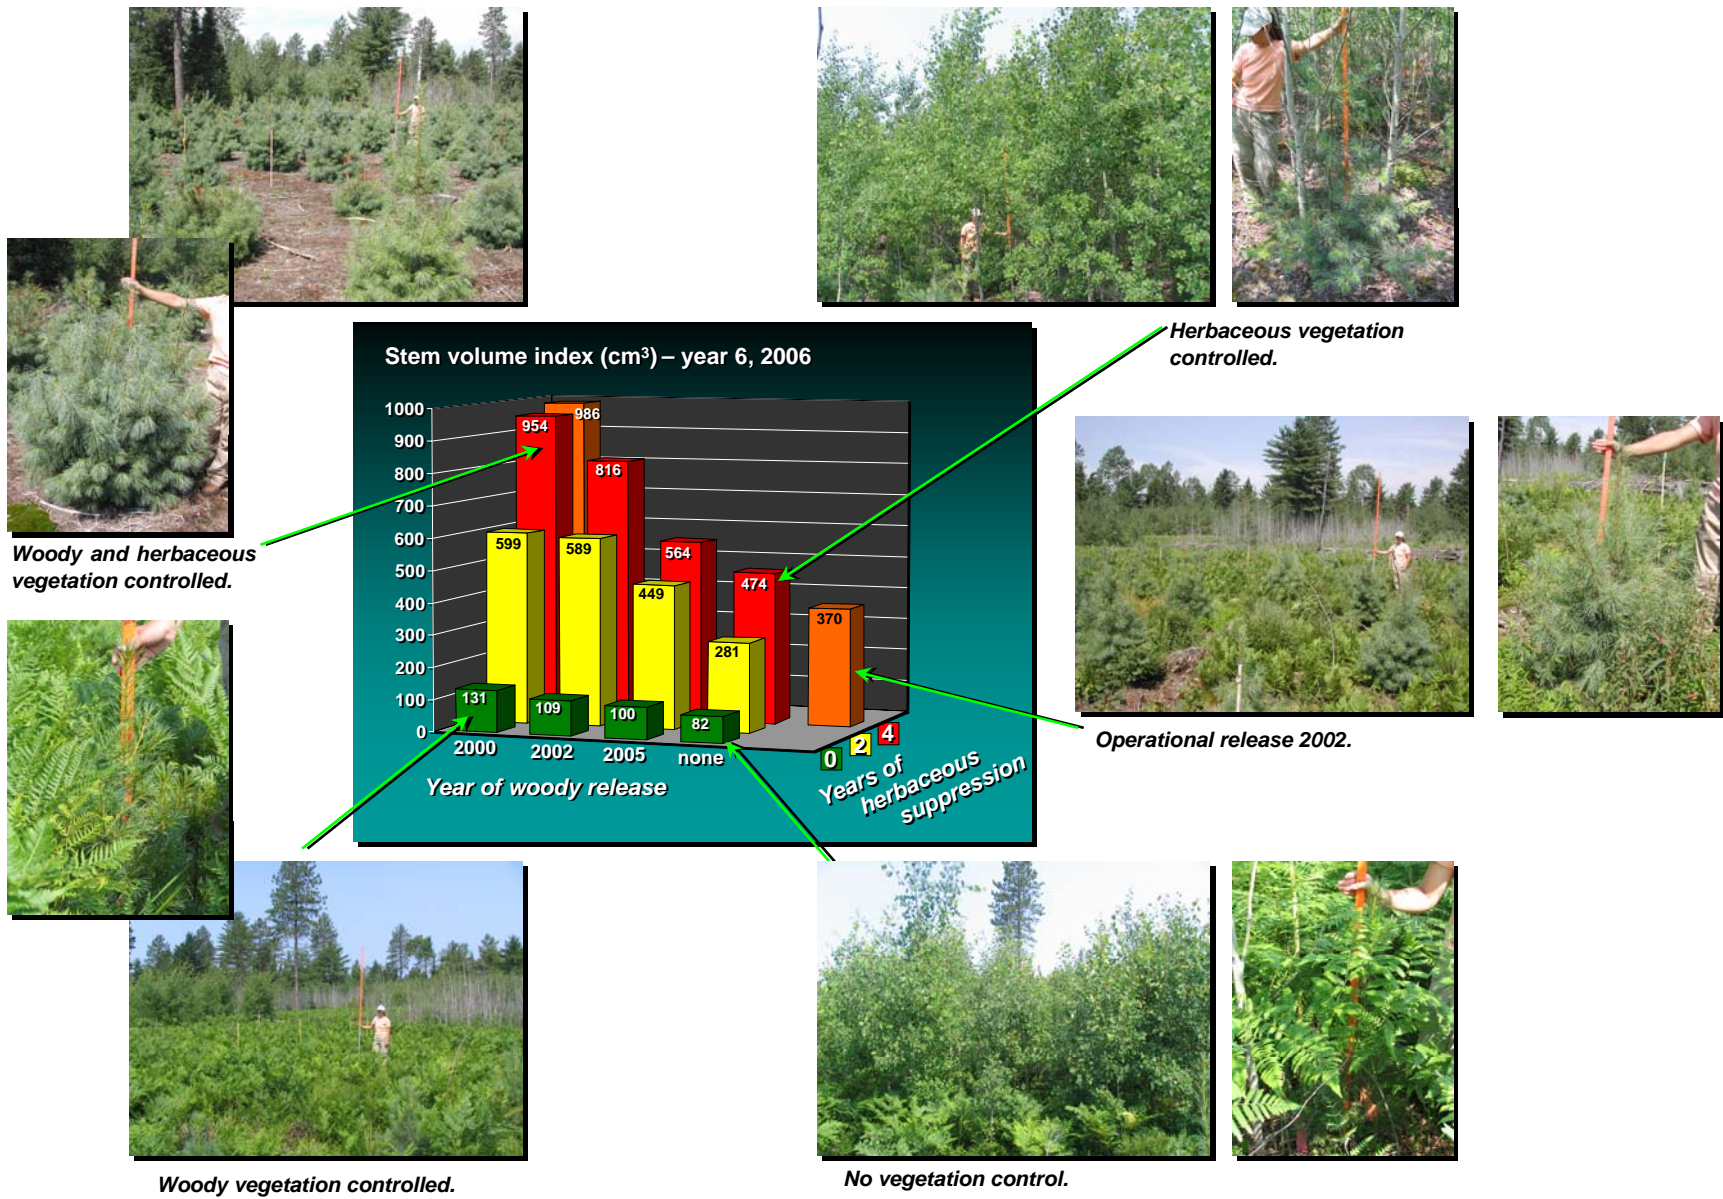 Herbaceous vegetation
controlled.
Stem volume index (cm³) – year 6, 2006
1000
900
800
700
600
500
400
300
200
100
0
986
954
816
599
589
564
474
449
370
281
131
109
100
82
2000
2002
2005
none
0
2
4
Year of woody release
Years of
herbaceous
suppression
Woody and herbaceous
vegetation controlled.
Operational release 2002.
Woody vegetation controlled.
No vegetation control.